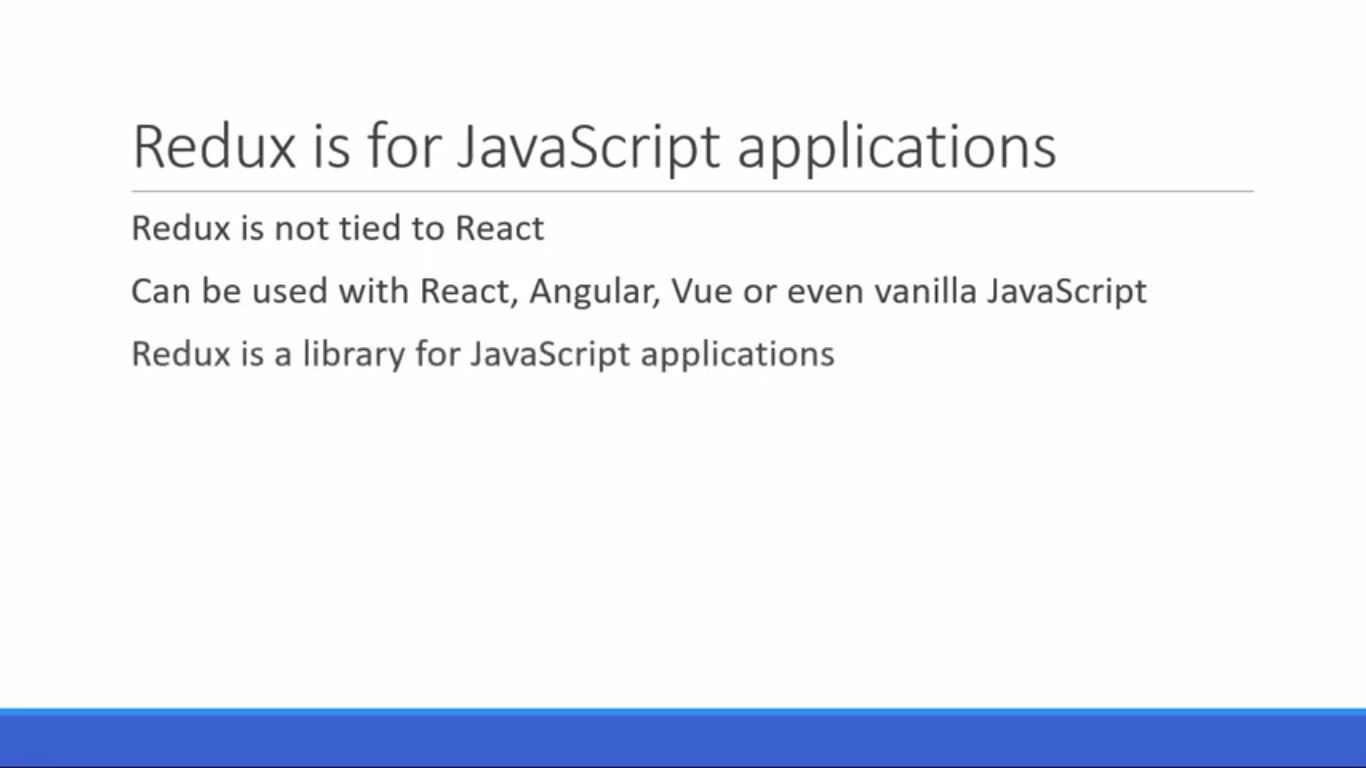 Redux is for JavaScript applications
Redux is not tied to React
Can be used with React, Angular, Vue or even vanilla JavaScript
Redux is a library for JavaScript applications